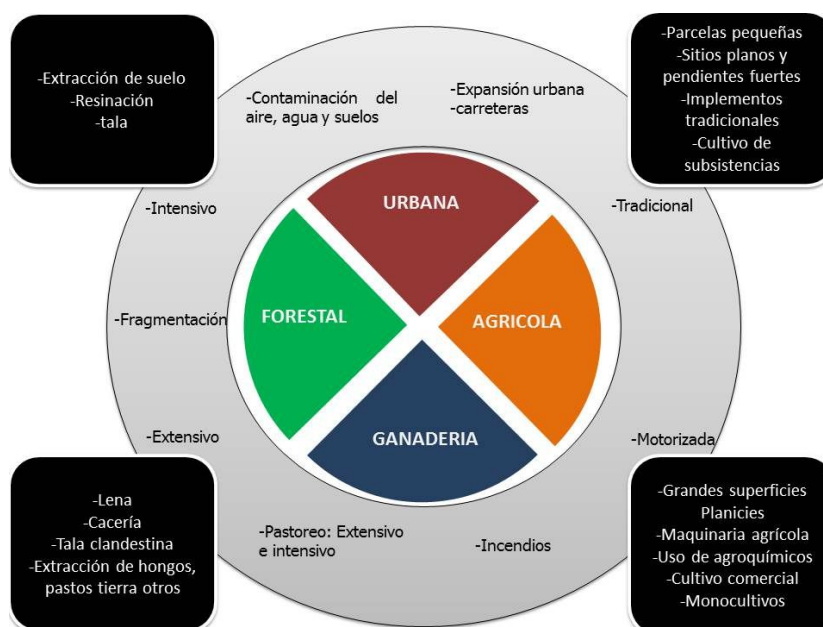 -Extracción de suelo
-Resinación
-tala
-Contaminación del
aire, agua y suelos
-Expansión urbana
-carreteras
-Parcelas pequeñas
-Sitios planos y
pendientes fuertes
-Implementos
tradicionales
-Cultivo de
subsistencias
-Intensivo
-Tradicional
URBANA
-Fragmentación
FORESTAL
AGRICOLA
GANADERIA
-Extensivo
-Motorizada
-Lena
-Cacería
-Tala clandestina
-Extracción de hongos,
pastos tierra otros
-Pastoreo: Extensivo
e intensivo
-Incendios
-Grandes superficies
Planicies
-Maquinaria agrícola
-Uso de agroquímicos
-Cultivo comercial
-Monocultivos